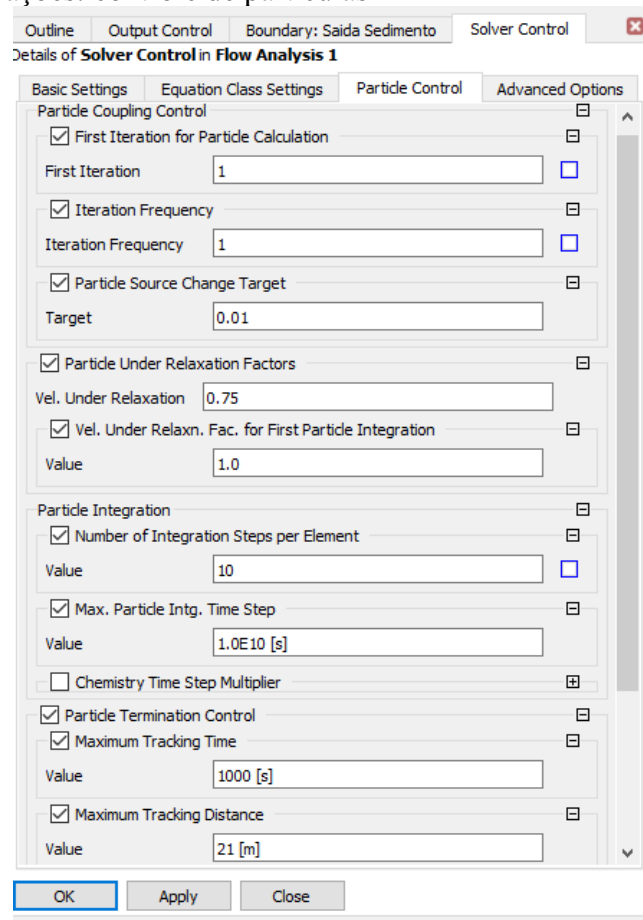 Outline Output Control Boundary: Saida Sedimento Solver Control
Details of Solver Control in Flow Analysis 1
Basic Settings Equation Class Settings Particle Control Advanced Options
Particle Coupling Control
First Iteration for Particle Calculation
First Iteration 1
Iteration Frequency
Iteration Frequency 1
Particle Source Change Target
Target 0.01
Particle Under Relaxation Factors
Vel. Under Relaxation 0.75
Vel. Under Relaxn. Fac. for First Particle Integration
Value 1.0
Particle Integration
Number of Integration Steps per Element
Value 10
Max. Particle Intg. Time Step
Value 1.0E10 [s]
Chemistry Time Step Multiplier
Particle Termination Control
Maximum Tracking Time
Value 1000 [s]
Maximum Tracking Distance
Value 21 [m]
OK Apply Close